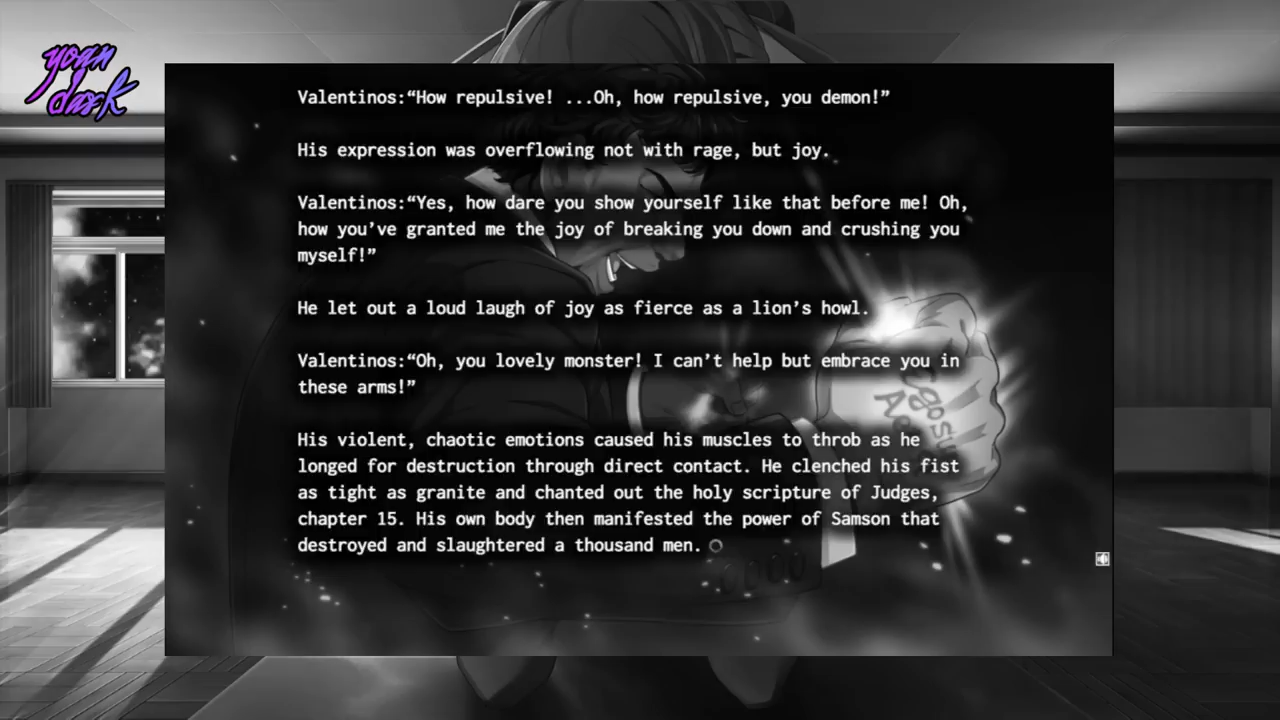 yoan
dark
Valentinos:“How repulsive! ...Oh, how repulsive, you demon!”
His expression was overflowing not with rage, but joy.
Valentinos:“Yes, how dare you show yourself like that before me! Oh,
how you’ve granted me the joy of breaking you down and crushing you
myself!”
He let out a loud laugh of joy as fierce as a lion’s howl.
Valentinos:“Oh, you lovely monster! I can’t help but embrace you in
these arms!”
His violent, chaotic emotions caused his muscles to throb as he
longed for destruction through direct contact. He clenched his fist
as tight as granite and chanted out the holy scripture of Judges,
chapter 15. His own body then manifested the power of Samson that
destroyed and slaughtered a thousand men.